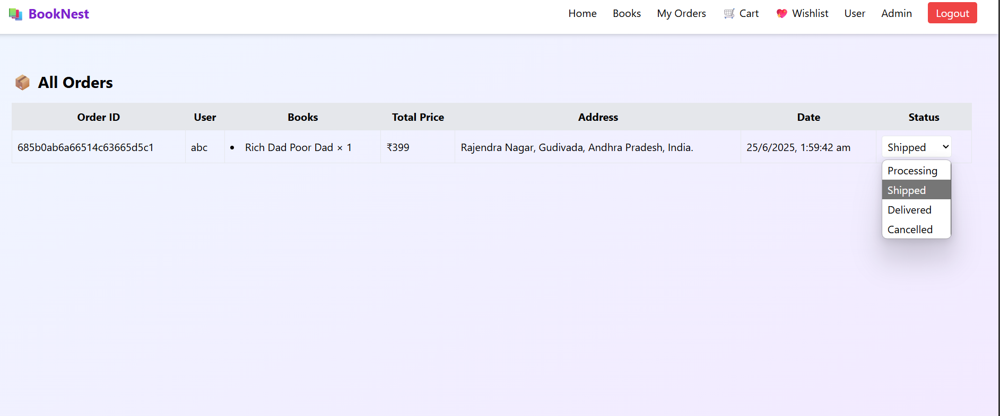 BookNest Home Books My Orders Cart Wishlist User Admin Logout
All Orders
Order ID User Books Total Price Address Date Status
685b0ab6a66514c63665d5c1 abc • Rich Dad Poor Dad × 1 ₹399 Rajendra Nagar, Gudivada, Andhra Pradesh, India. 25/6/2025, 1:59:42 am Shipped
Processing
Shipped
Delivered
Cancelled